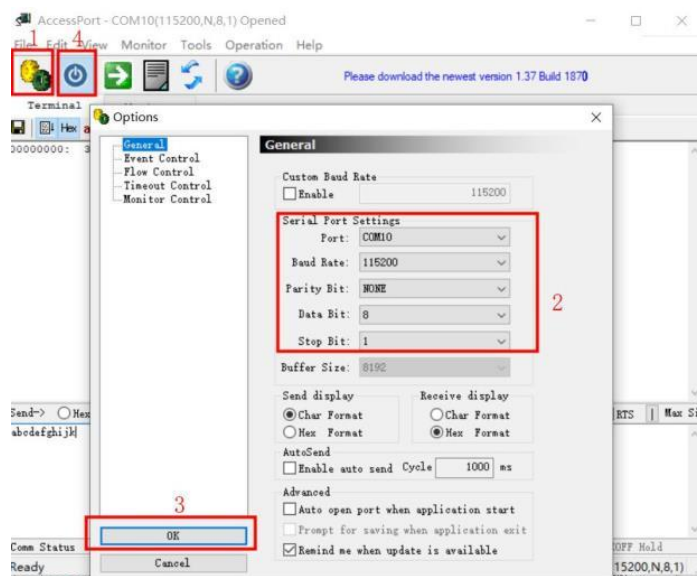 AccessPort - COM10(115200,N,8,1) Opened
File Edit View Monitor Tools Operation Help
1 4
Please download the newest version 1.37 Build 1870
Terminal
Hex
00000000: 3
Options
General
Event Control
Flow Control
Timeout Control
Monitor Control
General
Custom Baud Rate
Enable 115200
Serial Port Settings
Port: COM10
Baud Rate: 115200
Parity Bit: NONE
2
Data Bit: 8
Stop Bit: 1
Buffer Size: 8192
Send display Receive display
Char Format Char Format
Hex Format Hex Format
AutoSend
Enable auto send Cycle 1000 ms
Advanced
Auto open port when application start
Prompt for saving when application exit
Remind me when update is available
3
OK
Cancel
Send-> Hex
RTS Max Si
abcdefghijk
Comm Status
OFF Hold
Ready
15200,N,8,1)